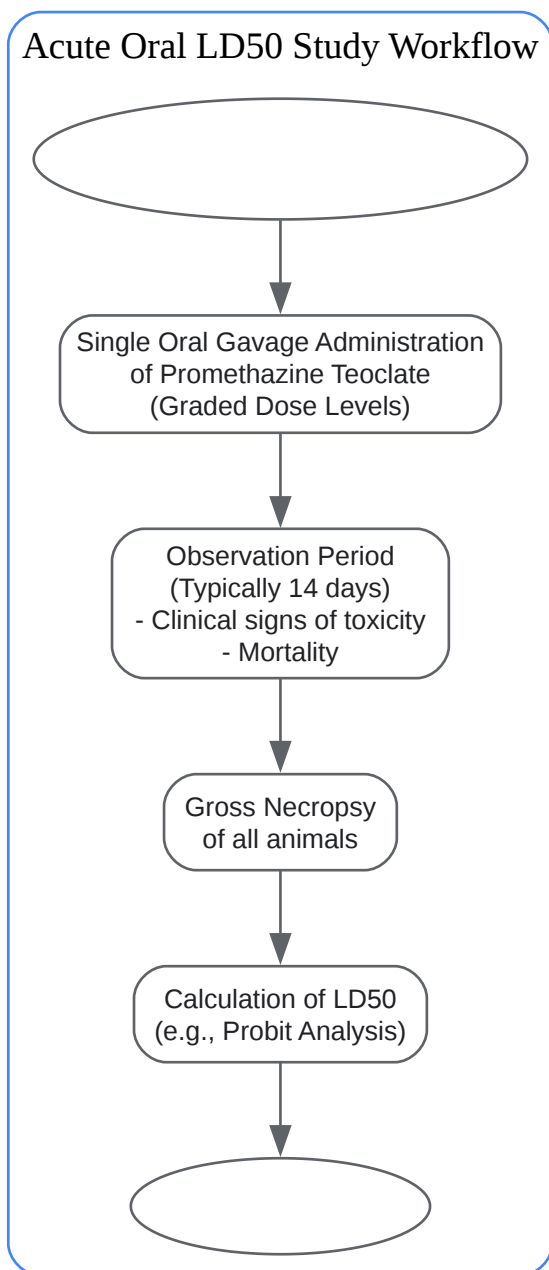 Acute Oral LD50 Study Workflow
Single Oral Gavage Administration
of Promethazine Teoclate
(Graded Dose Levels)
Observation Period
(Typically 14 days)
- Clinical signs of toxicity
- Mortality
Gross Necropsy
of all animals
Calculation of LD50
(e.g., Probit Analysis)